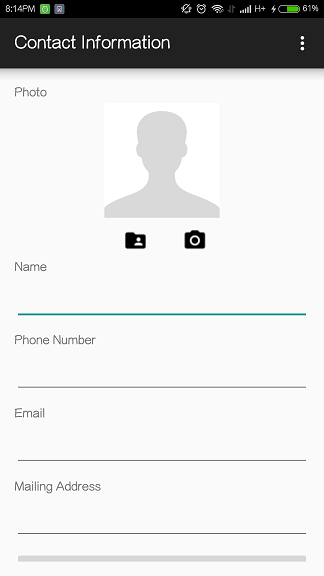 8:14PM H+ 61%
Contact Information
Photo
Name
Phone Number
Email
Mailing Address